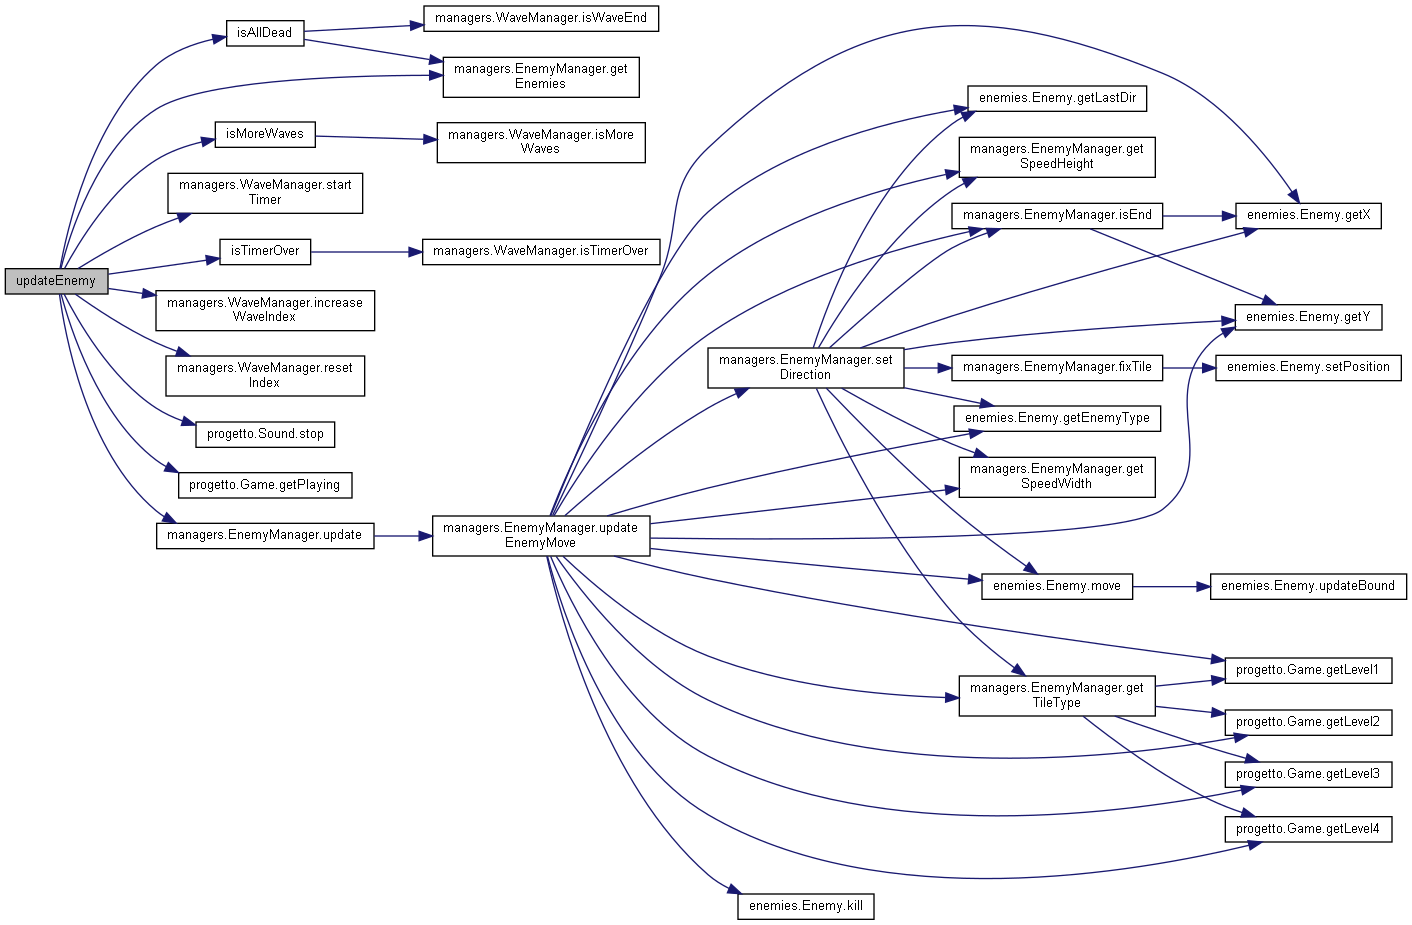 updateEnemy
isAllDead
managers.EnemyManager.get
Enemies
isMoreWaves
managers.WaveManager.start
Timer
isTimerOver
managers.WaveManager.increase
WaveIndex
managers.WaveManager.reset
Index
progetto.Sound.stop
progetto.Game.getPlaying
managers.EnemyManager.update
managers.WaveManager.isWaveEnd
managers.WaveManager.isMore
Waves
managers.WaveManager.isTimerOver
managers.EnemyManager.update
EnemyMove
managers.EnemyManager.set
Direction
enemies.Enemy.kill
enemies.Enemy.getLastDir
managers.EnemyManager.get
SpeedHeight
managers.EnemyManager.isEnd
managers.EnemyManager.fixTile
enemies.Enemy.getEnemyType
managers.EnemyManager.get
SpeedWidth
enemies.Enemy.move
managers.EnemyManager.get
TileType
enemies.Enemy.getX
enemies.Enemy.getY
enemies.Enemy.setPosition
enemies.Enemy.updateBound
progetto.Game.getLevel1
progetto.Game.getLevel2
progetto.Game.getLevel3
progetto.Game.getLevel4